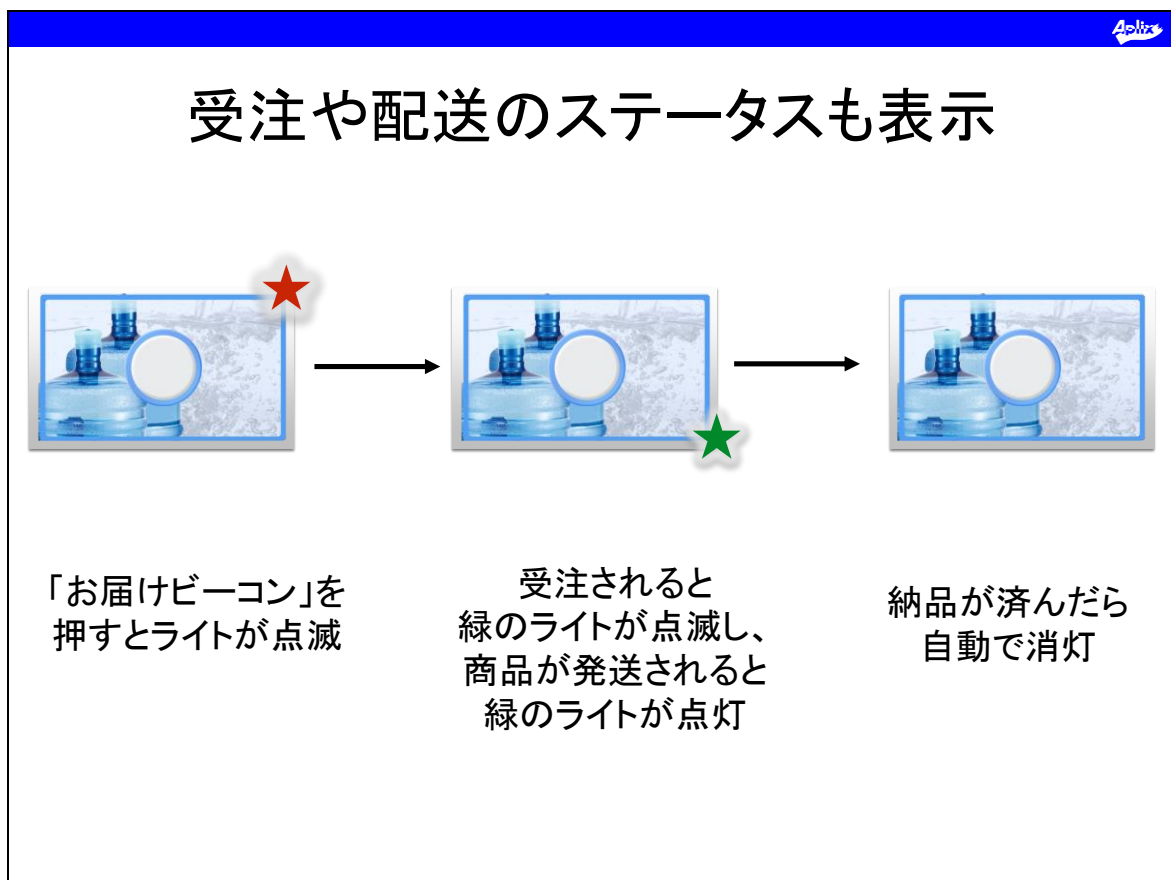 Aplix
受注や配送のステータスも表示
「お届けビーコン」を
押すとライトが点滅
受注されると
緑のライトが点滅し、
商品が発送されると
緑のライトが点灯
納品が済んだら
自動で消灯